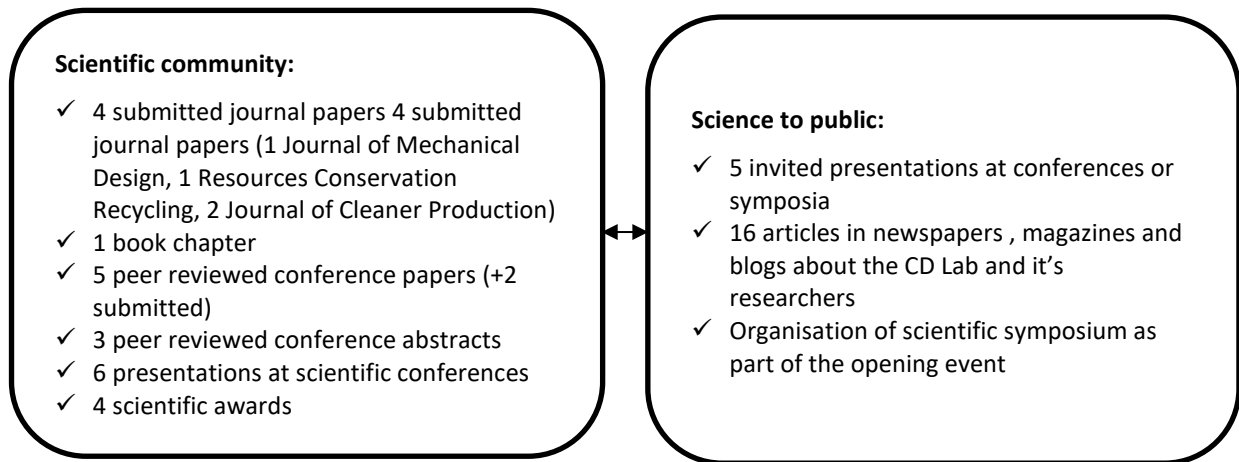 Scientific community:
✓ 4 submitted journal papers 4 submitted
journal papers (1 Journal of Mechanical
Design, 1 Resources Conservation
Recycling, 2 Journal of Cleaner Production)
✓ 1 book chapter
✓ 5 peer reviewed conference papers (+2
submitted)
✓ 3 peer reviewed conference abstracts
✓ 6 presentations at scientific conferences
✓ 4 scientific awards
Science to public:
✓ 5 invited presentations at conferences or
symposia
✓ 16 articles in newspapers , magazines and
blogs about the CD Lab and it’s
researchers
✓ Organisation of scientific symposium as
part of the opening event